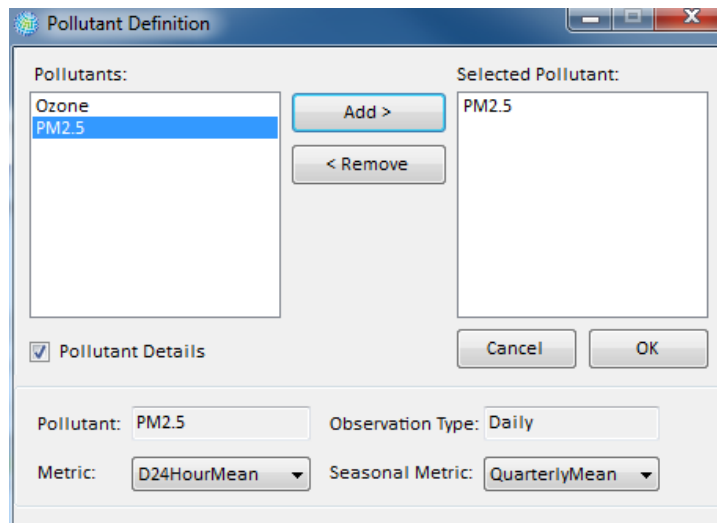 Pollutant Definition
Pollutants:
Selected Pollutant:
Ozone
PM2.5
Add >
< Remove
PM2.5
Pollutant Details
Cancel
OK
Pollutant: PM2.5 Observation Type: Daily
Metric: D24HourMean Seasonal Metric: QuarterlyMean